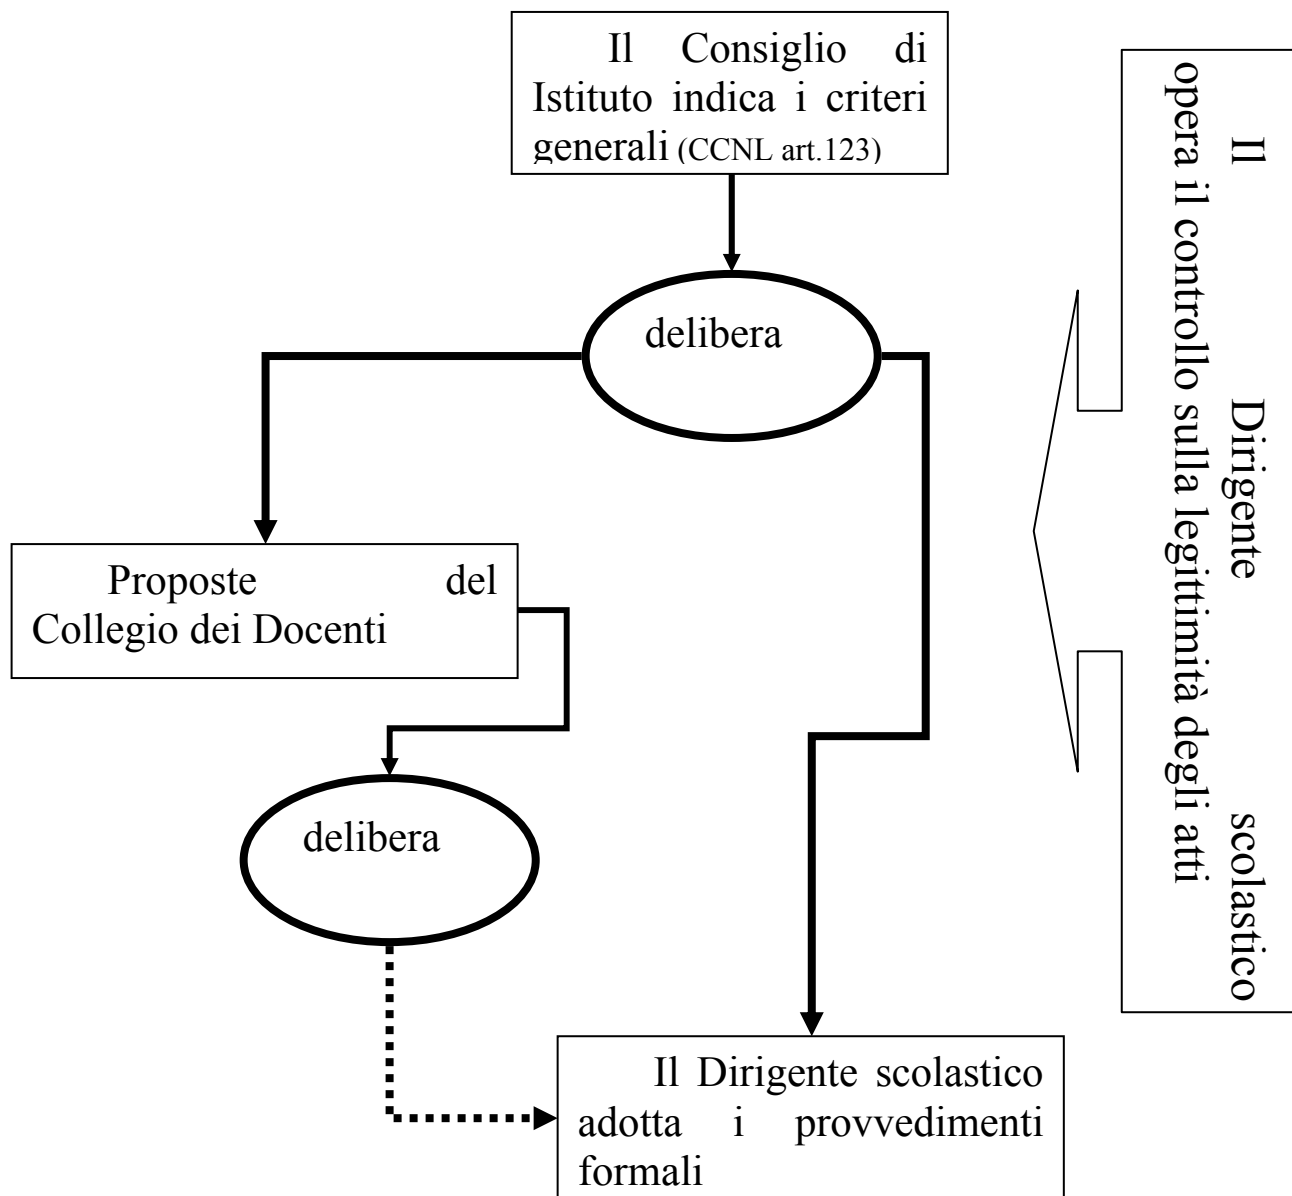 Il Consiglio di
Istituto indica i criteri
generali (CCNL art.123)
delibera
Proposte del
Collegio dei Docenti
delibera
Il Dirigente scolastico
adotta i provvedimenti
formali
Il Dirigente scolastico
opera il controllo sulla legittimità degli atti